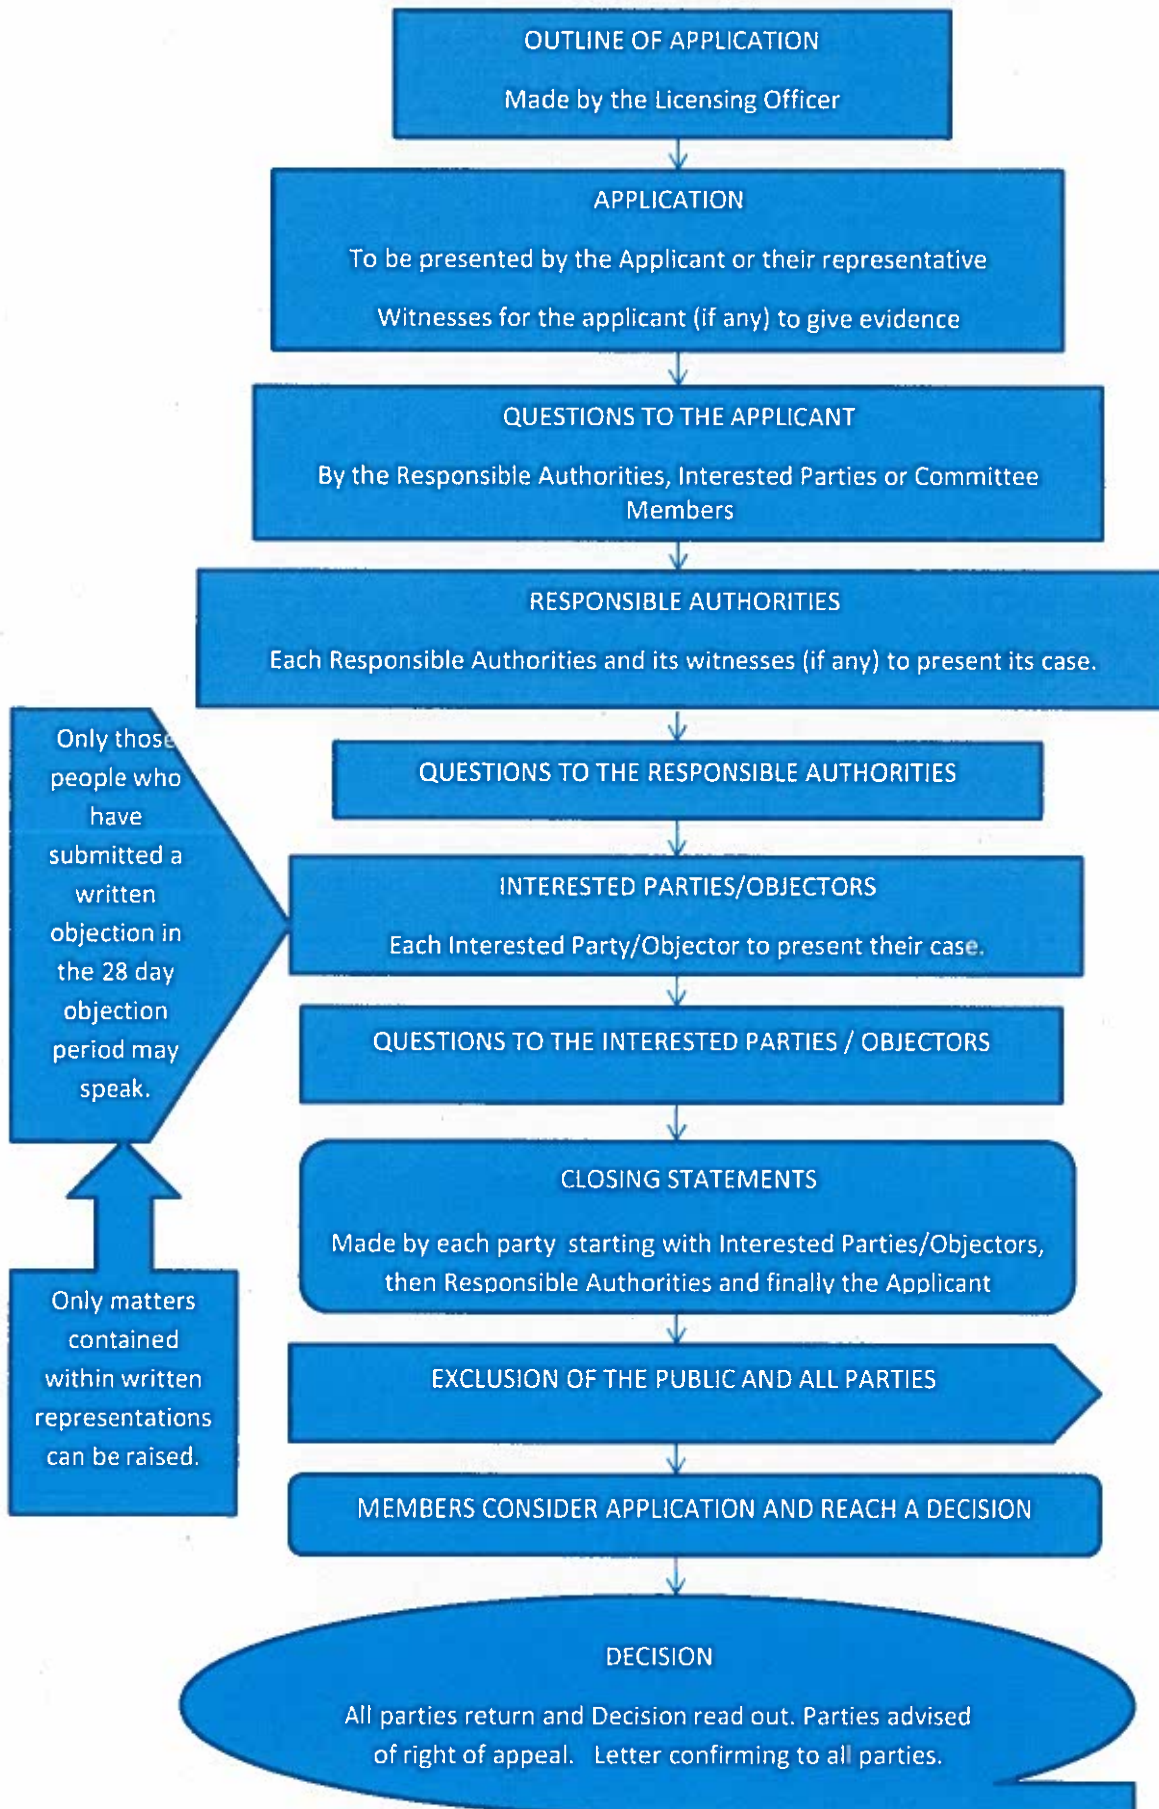 OUTLINE OF APPLICATION
Made by the Licensing Officer
APPLICATION
To be presented by the Applicant or their representative
Witnesses for the applicant (if any) to give evidence
QUESTIONS TO THE APPLICANT
By the Responsible Authorities, Interested Parties or Committee
Members
RESPONSIBLE AUTHORITIES
Each Responsible Authorities and its witnesses (if any) to present its case.
QUESTIONS TO THE RESPONSIBLE AUTHORITIES
Only those
people who
have
submitted a
written
objection in
the 28 day
objection
period may
speak.
INTERESTED PARTIES/OBJECTORS
Each Interested Party/Objector to present their case.
QUESTIONS TO THE INTERESTED PARTIES / OBJECTORS
CLOSING STATEMENTS
Made by each party starting with Interested Parties/Objectors,
then Responsible Authorities and finally the Applicant
Only matters
contained
within written
representations
can be raised.
EXCLUSION OF THE PUBLIC AND ALL PARTIES
MEMBERS CONSIDER APPLICATION AND REACH A DECISION
DECISION
All parties return and Decision read out. Parties advised
of right of appeal. Letter confirming to all parties.